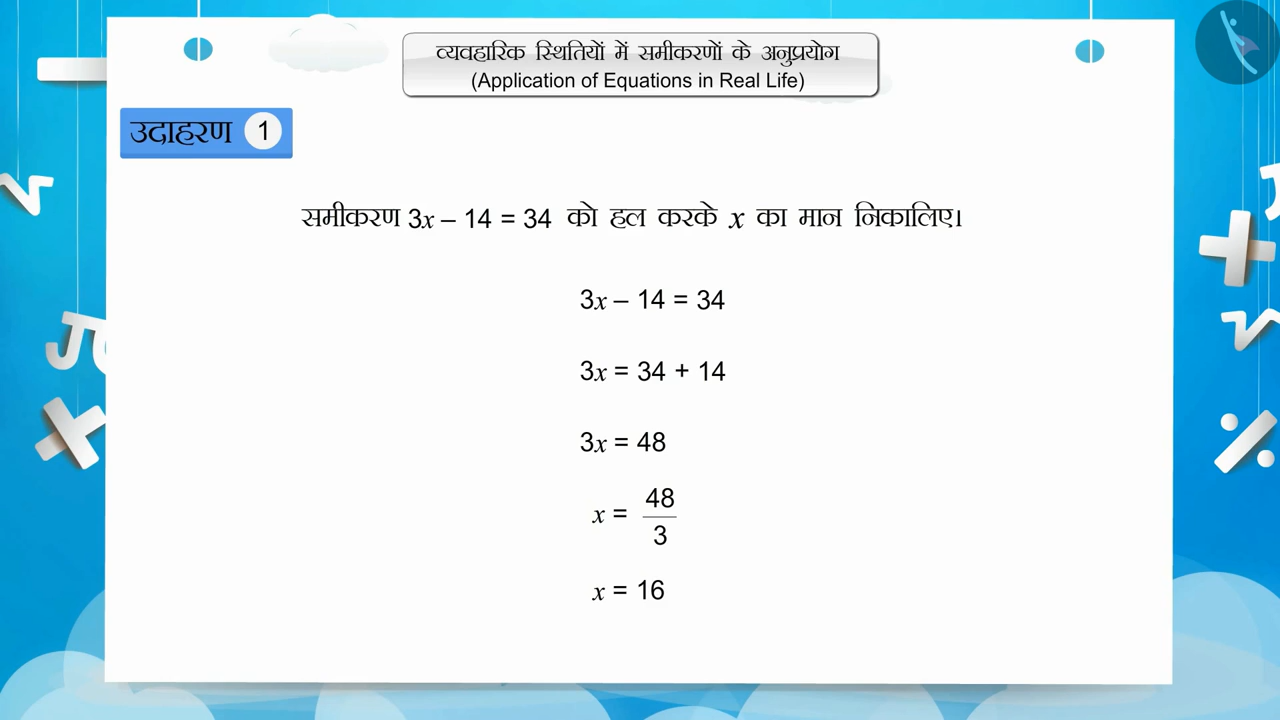 व्यवहारिक स्थितियों में समीकरणों के अनुप्रयोग
(Application of Equations in Real Life)
उदाहरण 1
समीकरण 3x – 14 = 34 को हल करके x का मान निकालिए।
3x – 14 = 34
3x = 34 + 14
3x = 48
x = 48/3
x = 16